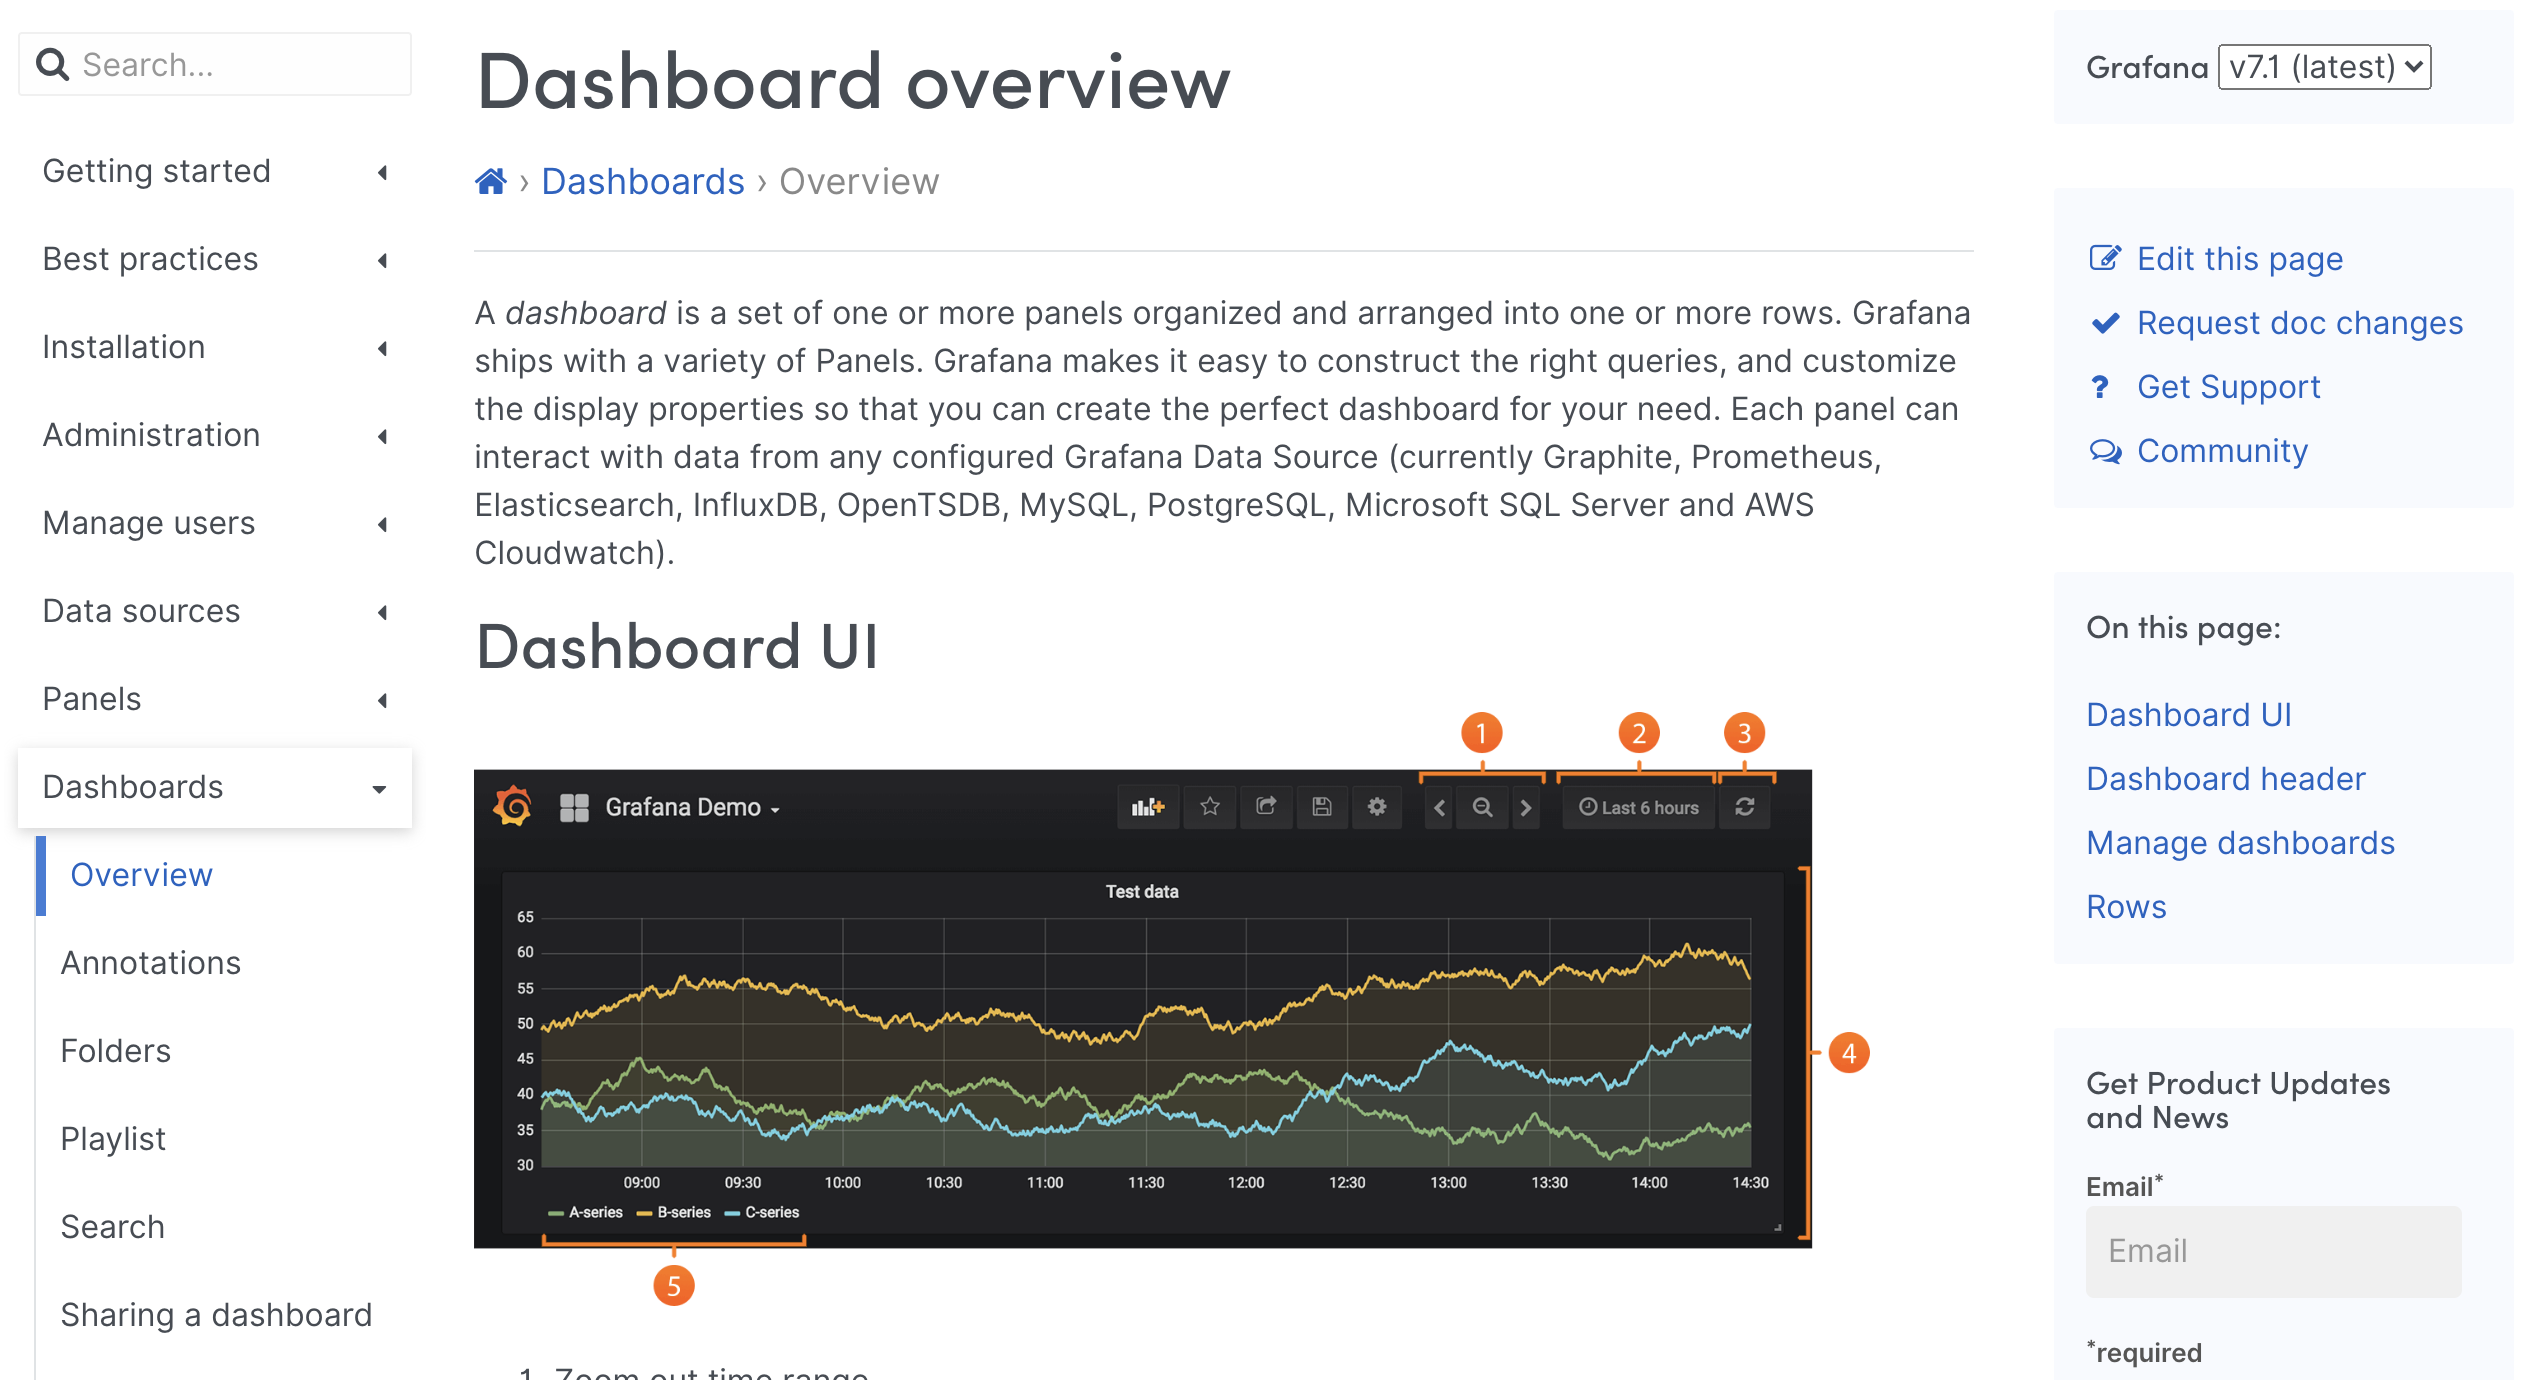 Search...
Getting started
Best practices
Installation
Administration
Manage users
Data sources
Panels
Dashboards
Overview
Annotations
Folders
Playlist
Search
Sharing a dashboard
Dashboard overview
› Dashboards › Overview
A dashboard is a set of one or more panels organized and arranged into one or more rows. Grafana
ships with a variety of Panels. Grafana makes it easy to construct the right queries, and customize
the display properties so that you can create the perfect dashboard for your need. Each panel can
interact with data from any configured Grafana Data Source (currently Graphite, Prometheus,
Elasticsearch, InfluxDB, OpenTSDB, MySQL, PostgreSQL, Microsoft SQL Server and AWS
Cloudwatch).
Dashboard UI
1 2 3
Grafana Demo
Last 6 hours
Test data
65
60
55
50
45
40
35
30
09:00 09:30 10:00 10:30 11:00 11:30 12:00 12:30 13:00 13:30 14:00 14:30
A-series B-series C-series
4
5
1. Zoom out time range
Grafana v7.1 (latest)
Edit this page
Request doc changes
? Get Support
Community
On this page:
Dashboard UI
Dashboard header
Manage dashboards
Rows
Get Product Updates
and News
Email*
Email
*required